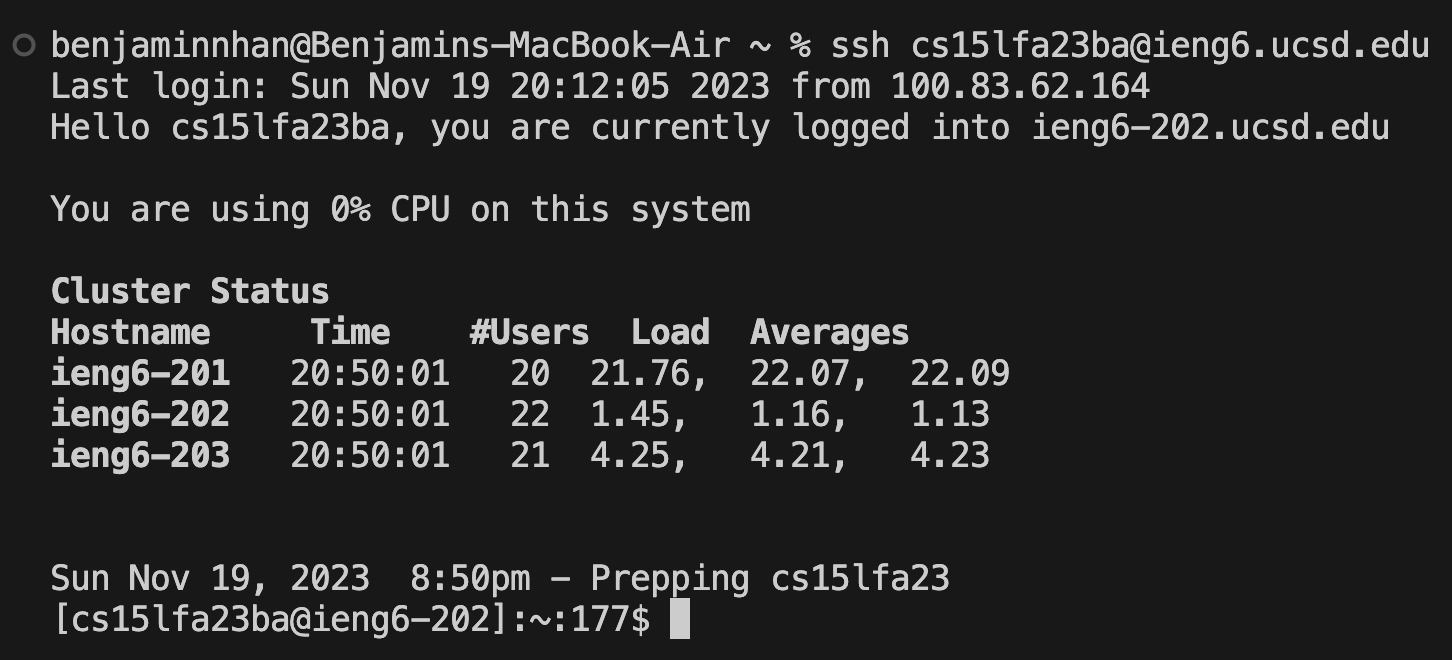 benjaminnhan@Benjamins-MacBook-Air ~ % ssh cs15lfa23ba@ieng6.ucsd.edu
Last login: Sun Nov 19 20:12:05 2023 from 100.83.62.164
Hello cs15lfa23ba, you are currently logged into ieng6-202.ucsd.edu
You are using 0% CPU on this system
Cluster Status
Hostname     Time    #Users  Load  Averages
ieng6-201   20:50:01   20  21.76,  22.07,  22.09
ieng6-202   20:50:01   22  1.45,   1.16,   1.13
ieng6-203   20:50:01   21  4.25,   4.21,   4.23
Sun Nov 19, 2023  8:50pm - Prepping cs15lfa23
[cs15lfa23ba@ieng6-202]:~:177$